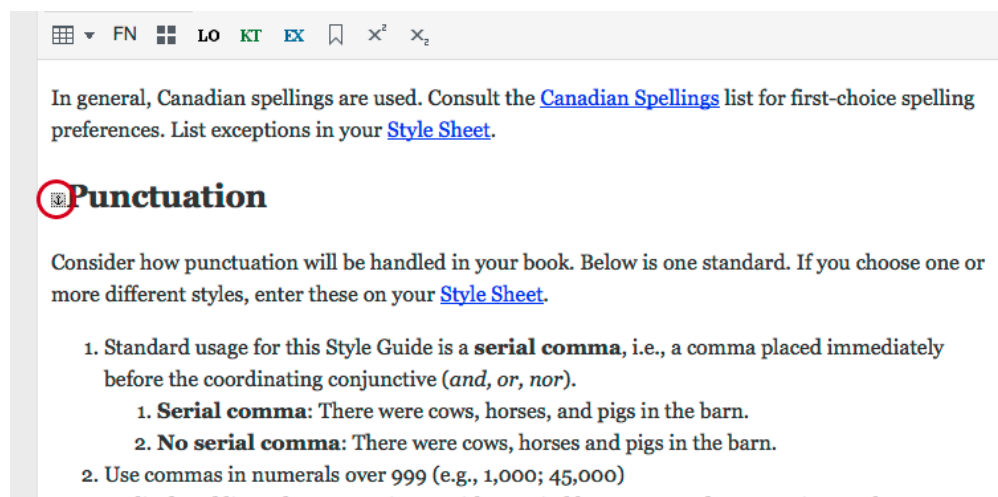 FN LO KT EX x² x₂
In general, Canadian spellings are used. Consult the Canadian Spellings list for first-choice spelling
preferences. List exceptions in your Style Sheet.
Punctuation
Consider how punctuation will be handled in your book. Below is one standard. If you choose one or
more different styles, enter these on your Style Sheet.
1. Standard usage for this Style Guide is a serial comma, i.e., a comma placed immediately
before the coordinating conjunctive (and, or, nor).
1. Serial comma: There were cows, horses, and pigs in the barn.
2. No serial comma: There were cows, horses and pigs in the barn.
2. Use commas in numerals over 999 (e.g., 1,000; 45,000)